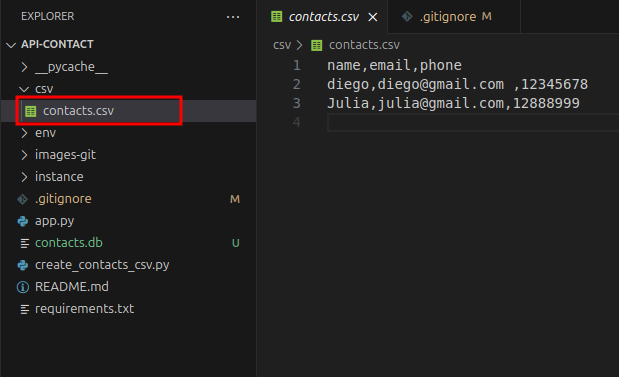 EXPLORER
...
API-CONTACT
__pycache__
csv
contacts.csv
env
images-git
instance
.gitignore M
app.py
contacts.db U
create_contacts_csv.py
README.md
requirements.txt
contacts.csv
.gitignore M
csv > contacts.csv
1 name,email,phone
2 diego,diego@gmail.com ,12345678
3 Julia,julia@gmail.com,12888999
4